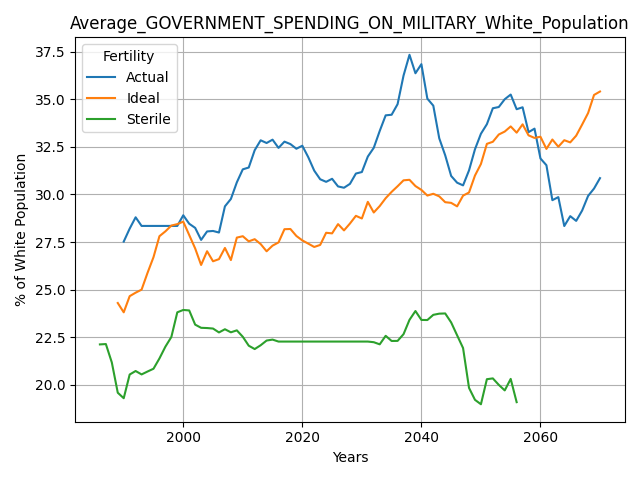 Average_GOVERNMENT_SPENDING_ON_MILITARY_White_Population
Fertility
Actual
Ideal
Sterile
% of White Population
37.5
35.0
32.5
30.0
27.5
25.0
22.5
20.0
2000 2020 2040 2060
Years